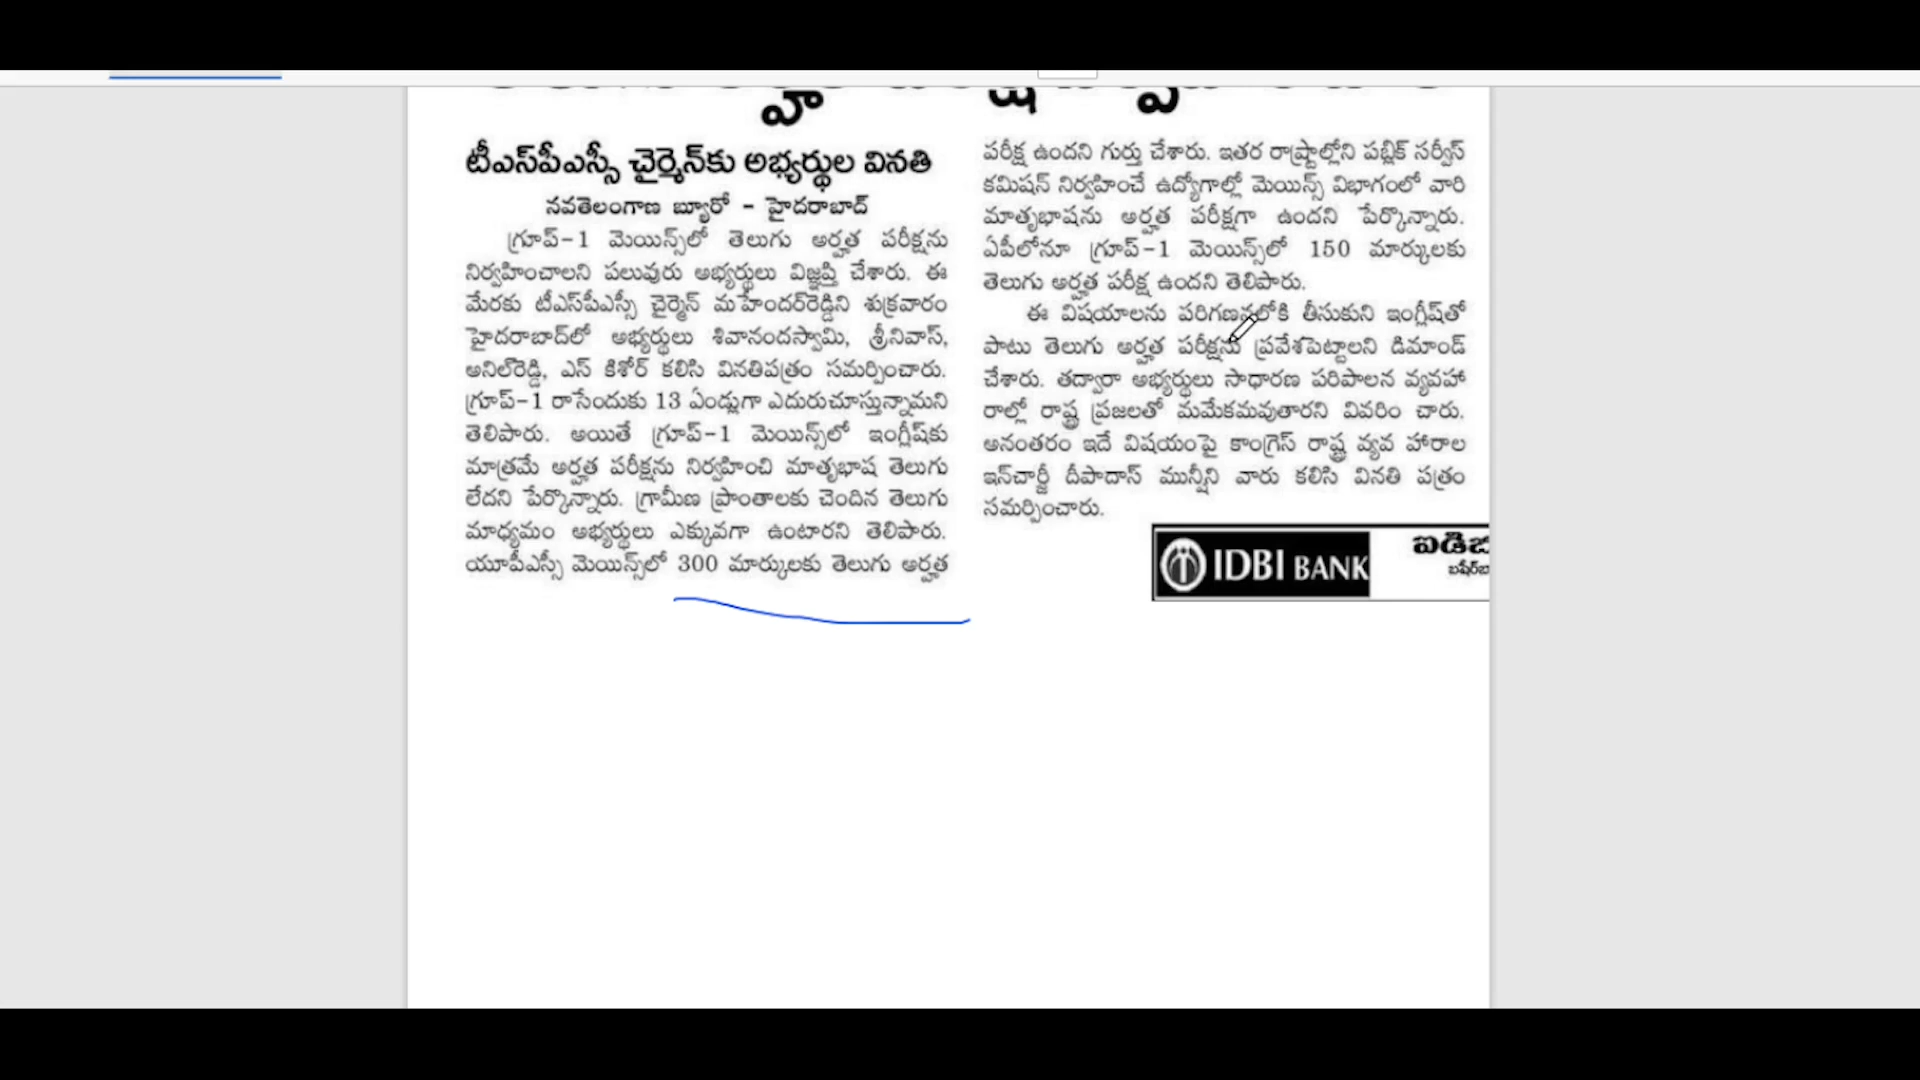 టీఎస్‌పీఎస్సీ ఛైర్మెన్‌కు అభ్యర్థుల వినతి
నవతెలంగాణ బ్యూరో - హైదరాబాద్
గ్రూప్-1 మెయిన్స్‌లో తెలుగు అర్హత పరీక్షను
నిర్వహించాలని పలువురు అభ్యర్థులు విజ్ఞప్తి చేశారు. ఈ
మేరకు టీఎస్‌పీఎస్సీ చైర్మెన్ మహేందర్‌రెడ్డిని శుక్రవారం
హైదరాబాద్‌లో అభ్యర్థులు శివానందస్వామి, శ్రీనివాస్,
అనిల్‌రెడ్డి, ఎస్ కిశోర్ కలిసి వినతిపత్రం సమర్పించారు.
గ్రూప్-1 రాసేందుకు 13 ఏండ్లుగా ఎదురుచూస్తున్నామని
తెలిపారు. అయితే గ్రూప్-1 మెయిన్స్‌లో ఇంగ్లీష్‌కు
మాత్రమే అర్హత పరీక్షను నిర్వహించి మాతృభాష తెలుగు
లేదని పేర్కొన్నారు. గ్రామీణ ప్రాంతాలకు చెందిన తెలుగు
మాధ్యమం అభ్యర్థులు ఎక్కువగా ఉంటారని తెలిపారు.
యూపీఎస్సీ మెయిన్స్‌లో 300 మార్కులకు తెలుగు అర్హత
పరీక్ష ఉందని గుర్తు చేశారు. ఇతర రాష్ట్రాల్లోని పబ్లిక్ సర్వీస్
కమిషన్ నిర్వహించే ఉద్యోగాల్లో మెయిన్స్ విభాగంలో వారి
మాతృభాషను అర్హత పరీక్షగా ఉందని పేర్కొన్నారు.
ఏపీలోనూ గ్రూప్-1 మెయిన్స్‌లో 150 మార్కులకు
తెలుగు అర్హత పరీక్ష ఉందని తెలిపారు.
ఈ విషయాలను పరిగణనలోకి తీసుకుని ఇంగ్లీష్‌తో
పాటు తెలుగు అర్హత పరీక్షను ప్రవేశపెట్టాలని డిమాండ్
చేశారు. తద్వారా అభ్యర్థులు సాధారణ పరిపాలన వ్యవహా
రాల్లో రాష్ట్ర ప్రజలతో మమేకమవుతారని వివరిం చారు.
అనంతరం ఇదే విషయంపై కాంగ్రెస్ రాష్ట్ర వ్యవ హారాల
ఇన్‌చార్జీ దీపాదాస్ మున్షీని వారు కలిసి వినతి పత్రం
సమర్పించారు.
IDBI BANK